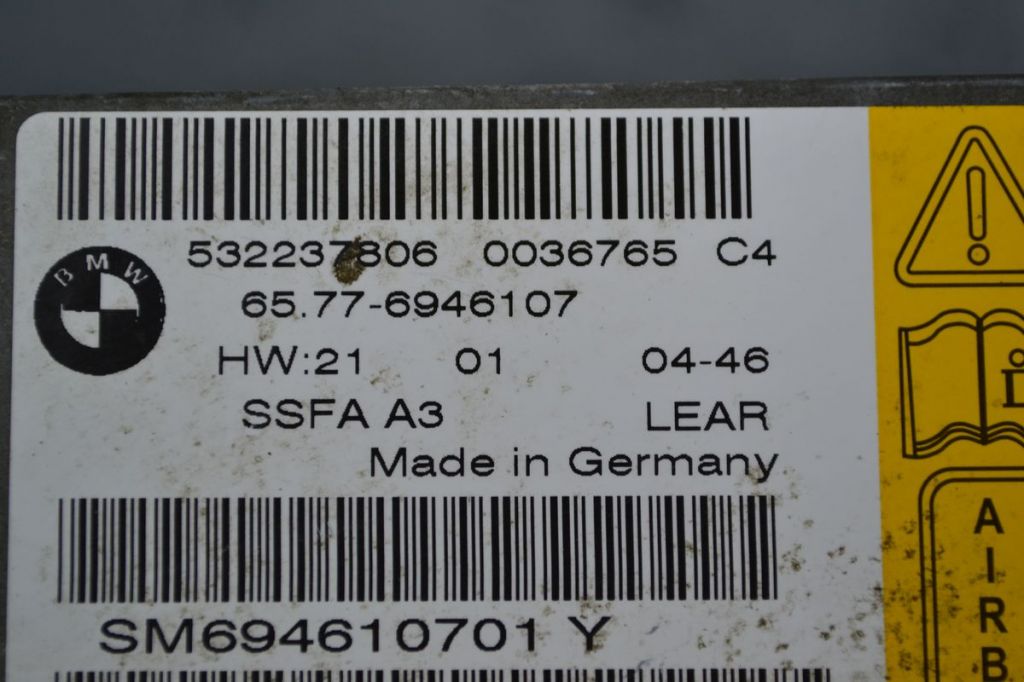 532237806 0036765 C4
BMW
65.77-6946107
HW:21 01 04-46
SSFA A3 LEAR
Made in Germany
SM694610701 Y
!
i
AIRB